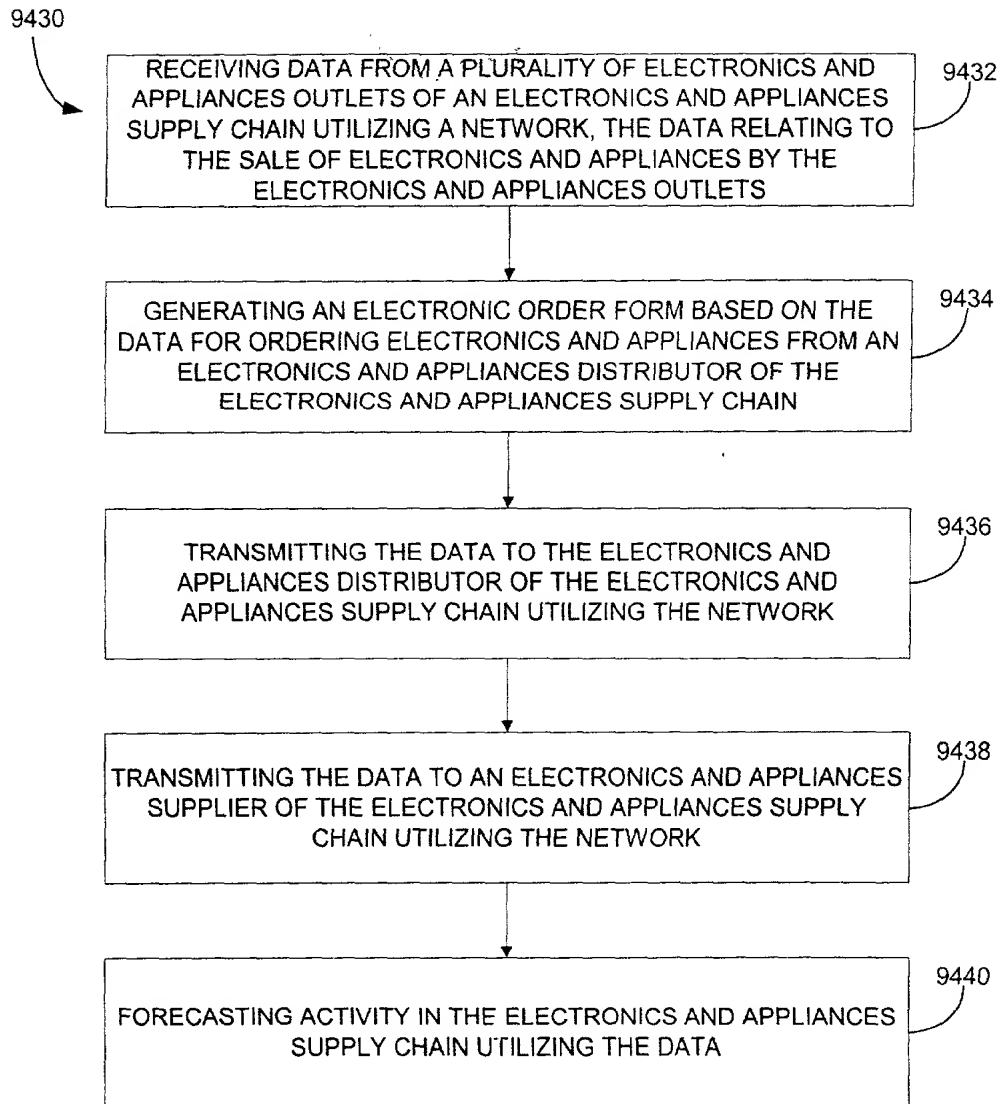 9430
RECEIVING DATA FROM A PLURALITY OF ELECTRONICS AND
APPLIANCES OUTLETS OF AN ELECTRONICS AND APPLIANCES
SUPPLY CHAIN UTILIZING A NETWORK, THE DATA RELATING TO
THE SALE OF ELECTRONICS AND APPLIANCES BY THE
ELECTRONICS AND APPLIANCES OUTLETS
9432
GENERATING AN ELECTRONIC ORDER FORM BASED ON THE
DATA FOR ORDERING ELECTRONICS AND APPLIANCES FROM AN
ELECTRONICS AND APPLIANCES DISTRIBUTOR OF THE
ELECTRONICS AND APPLIANCES SUPPLY CHAIN
9434
TRANSMITTING THE DATA TO THE ELECTRONICS AND
APPLIANCES DISTRIBUTOR OF THE ELECTRONICS AND
APPLIANCES SUPPLY CHAIN UTILIZING THE NETWORK
9436
TRANSMITTING THE DATA TO AN ELECTRONICS AND APPLIANCES
SUPPLIER OF THE ELECTRONICS AND APPLIANCES SUPPLY
CHAIN UTILIZING THE NETWORK
9438
FORECASTING ACTIVITY IN THE ELECTRONICS AND APPLIANCES
SUPPLY CHAIN UTILIZING THE DATA
9440